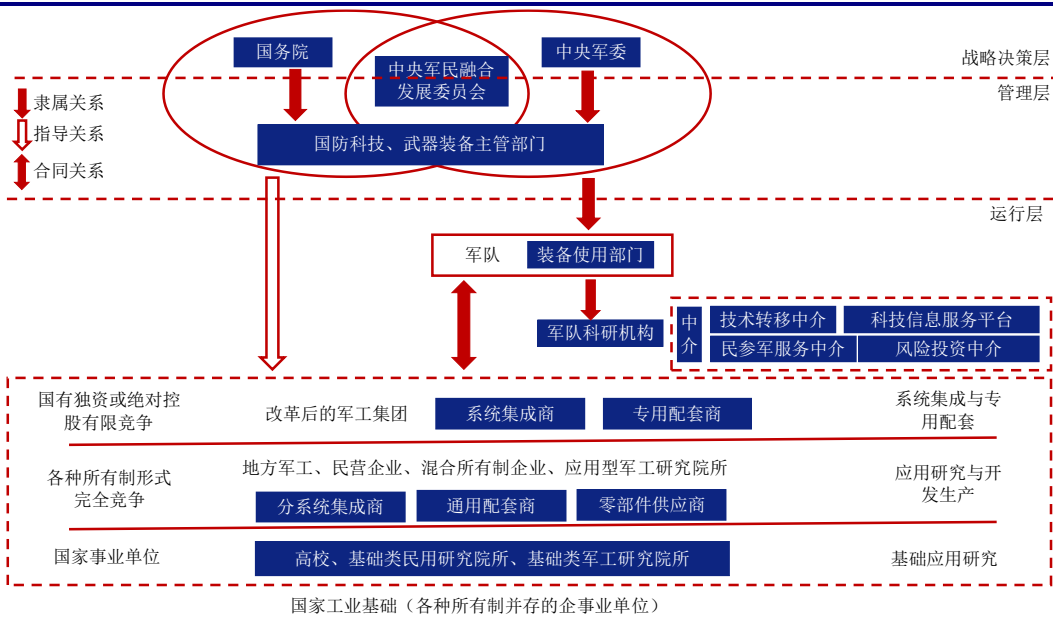 国务院
中央军委
战略决策层
中央军民融合
发展委员会
管理层
隶属关系
指导关系
合同关系
国防科技、武器装备主管部门
运行层
军队
装备使用部门
军队科研机构
中
介
技术转移中介
科技信息服务平台
民参军服务中介
风险投资中介
国有独资或绝对控
股有限竞争
改革后的军工集团
系统集成商
专用配套商
系统集成与专
用配套
各种所有制形式
完全竞争
地方军工、民营企业、混合所有制企业、应用型军工研究院所
分系统集成商
通用配套商
零部件供应商
应用研究与开
发生产
国家事业单位
高校、基础类民用研究院所、基础类军工研究院所
基础应用研究
国家工业基础（各种所有制并存的企事业单位）